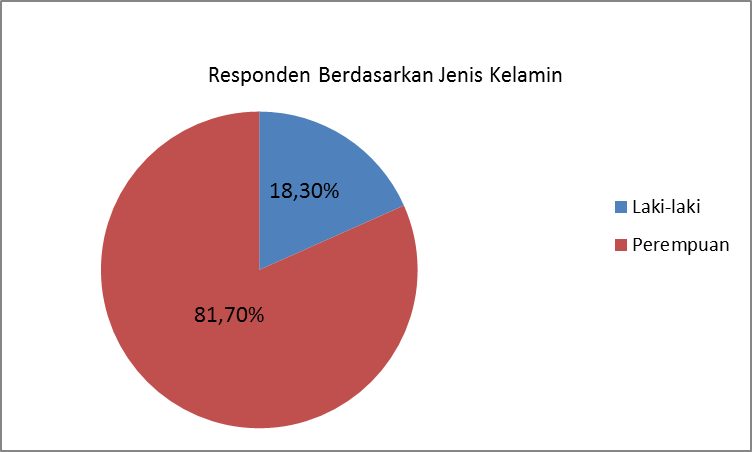 Responden Berdasarkan Jenis Kelamin
18,30%
Laki-laki
Perempuan
81,70%